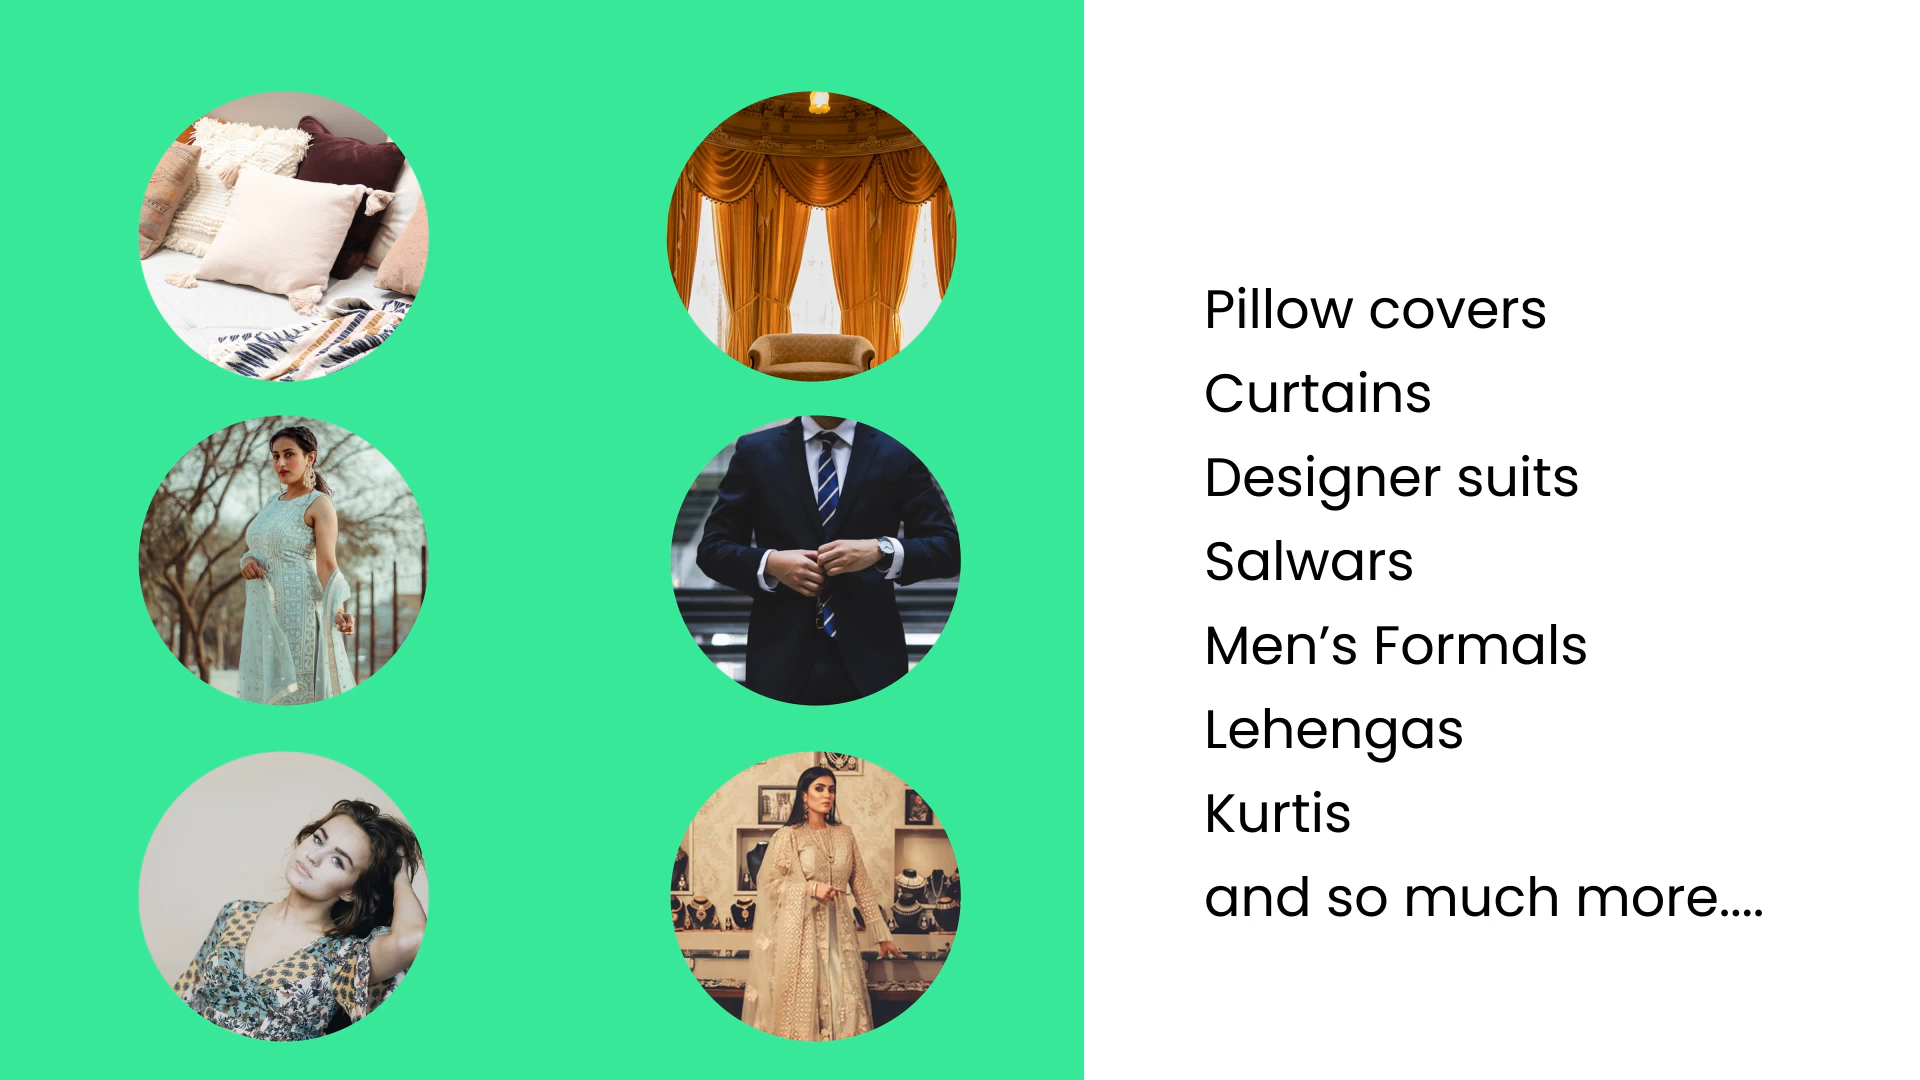 Pillow covers
Curtains
Designer suits
Salwars
Men’s Formals
Lehengas
Kurtis
and so much more....